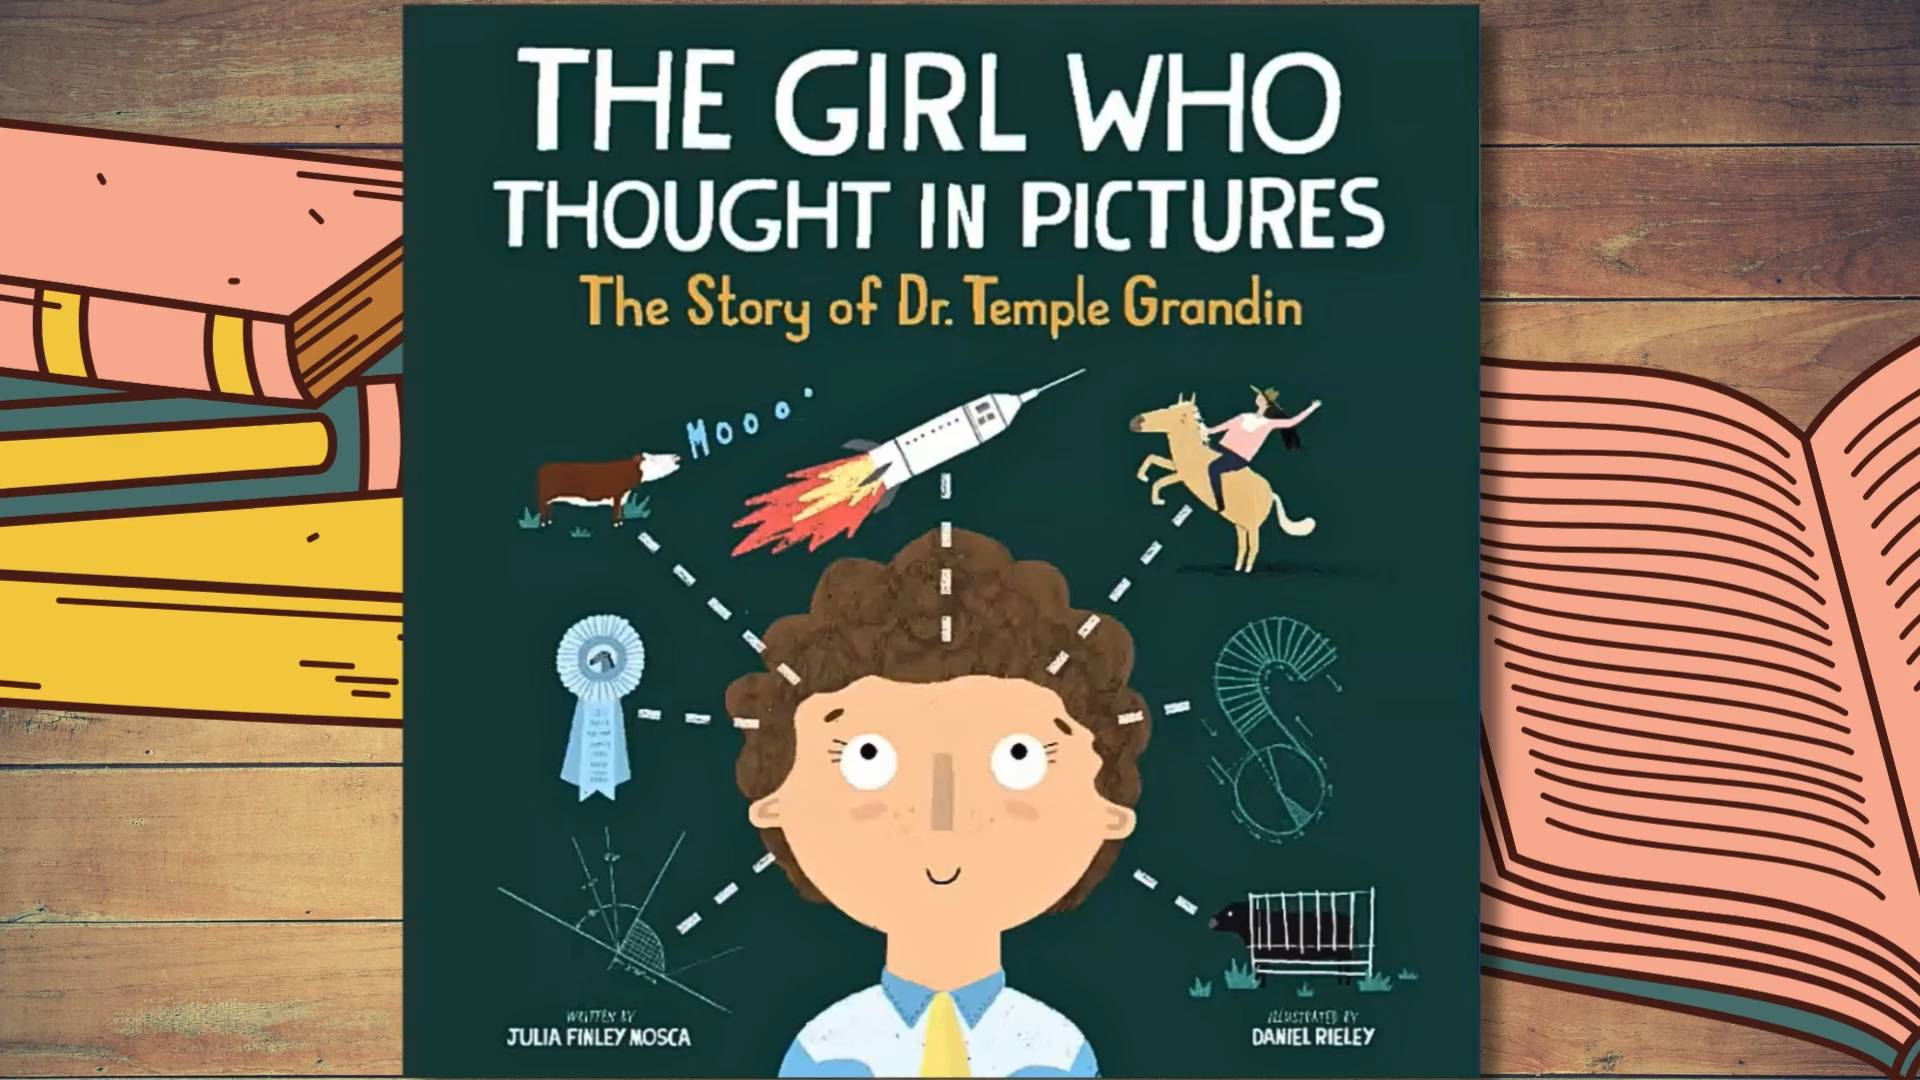 THE GIRL WHO
THOUGHT IN PICTURES
The Story of Dr. Temple Grandin
Mooo
WRITTEN BY
JULIA FINLEY MOSCA
ILLUSTRATED BY
DANIEL RIELEY